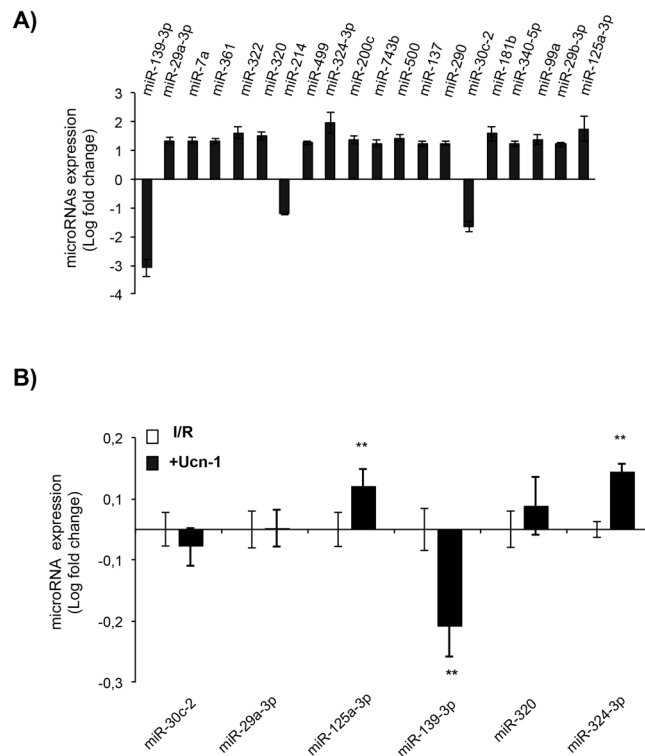 A)
miR-139-3p
miR-29a-3p
miR-7a
miR-361
miR-322
miR-320
miR-214
miR-499
miR-324-3p
miR-200c
miR-743b
miR-500
miR-137
miR-290
miR-30c-2
miR-181b
miR-340-5p
miR-99a
miR-29b-3p
miR-125a-3p
microRNAs expression
(Log fold change)
3
2
1
0
-1
-2
-3
-4
B)
microRNA expression
(Log fold change)
0,2
0,1
-0,1
-0,2
-0,3
I/R
+Ucn-1
**
**
**
miR-30c-2
miR-29a-3p
miR-125a-3p
miR-139-3p
miR-320
miR-324-3p